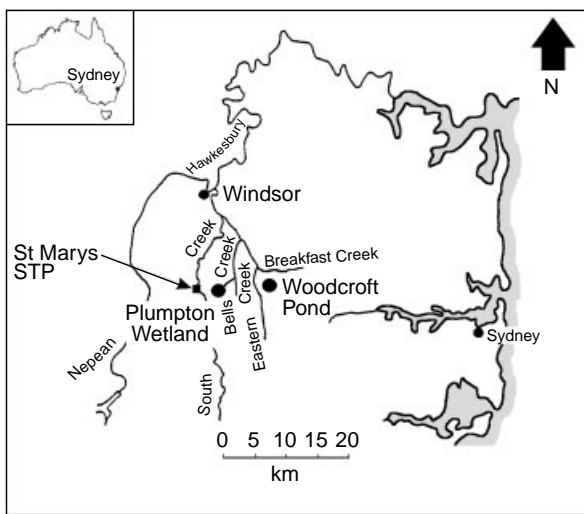 Sydney
N
Hawkesbury
Windsor
Creek
Creek
Breakfast Creek
St Marys
STP
Woodcroft
Pond
Plumpton
Wetland
Bells
Creek
Eastern
Sydney
Nepean
South
0 5 10 20
km